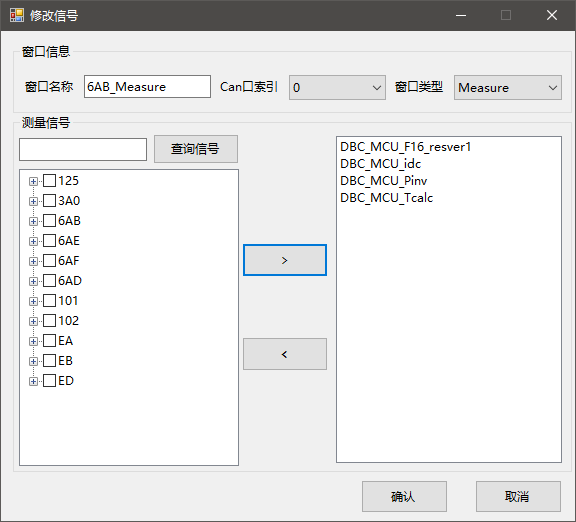 修改信号
窗口信息
窗口名称 6AB_Measure Can口索引 0 窗口类型 Measure
测量信号
查询信号
125
3A0
6AB
6AE
6AF
6AD
101
102
EA
EB
ED
>
<
DBC_MCU_F16_resver1
DBC_MCU_idc
DBC_MCU_Pinv
DBC_MCU_Tcalc
确认 取消